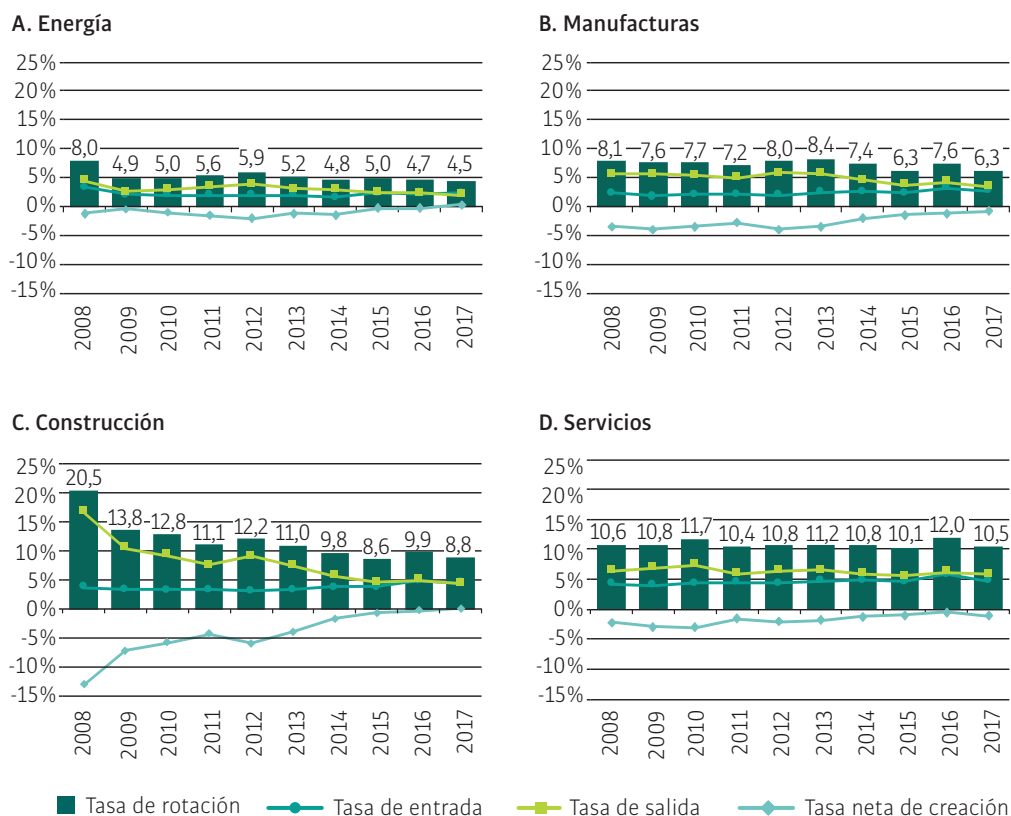 A. Energía
25%
20%
15%
10%
5%
0%
-5%
-10%
-15%
8,0 4,9 5,0 5,6 5,9 5,2 4,8 5,0 4,7 4,5
2008 2009 2010 2011 2012 2013 2014 2015 2016 2017
B. Manufacturas
25%
20%
15%
10%
5%
0%
-5%
-10%
-15%
8,1 7,6 7,7 7,2 8,0 8,4 7,4 6,3 7,6 6,3
2008 2009 2010 2011 2012 2013 2014 2015 2016 2017
C. Construcción
25%
20%
15%
10%
5%
0%
-5%
-10%
-15%
20,5 13,8 12,8 11,1 12,2 11,0 9,8 8,6 9,9 8,8
2008 2009 2010 2011 2012 2013 2014 2015 2016 2017
D. Servicios
25%
20%
15%
10%
5%
0%
-5%
-10%
-15%
10,6 10,8 11,7 10,4 10,8 11,2 10,8 10,1 12,0 10,5
2008 2009 2010 2011 2012 2013 2014 2015 2016 2017
Tasa de rotación Tasa de entrada Tasa de salida Tasa neta de creación